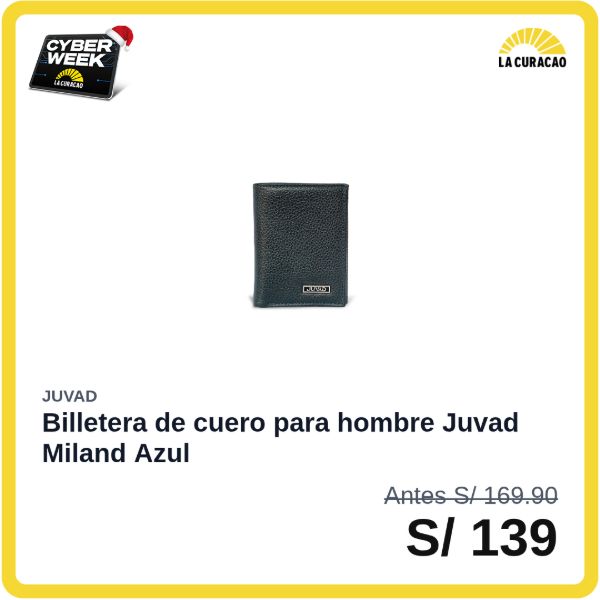 CYBER
WEEK
LA CURACAO
LA CURACAO
JUVAD
JUVAD
Billetera de cuero para hombre Juvad
Miland Azul
Antes S/ 169.90
S/ 139